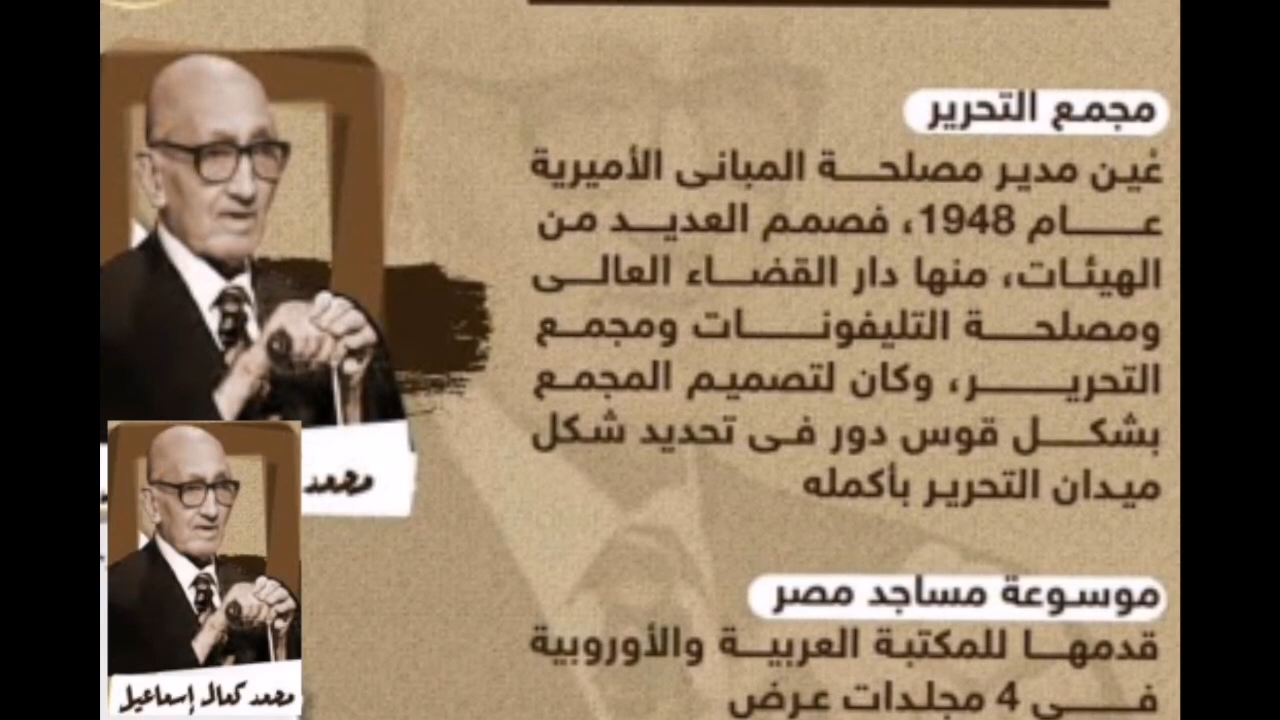 مجمع التحرير
عُين مدير مصلحة المبانى الأميرية
عام 1948، فصمم العديد من
الهيئات، منها دار القضاء العالى
ومصلحة التليفونات ومجمع
التحرير، وكان لتصميم المجمع
بشكل قوس دور فى تحديد شكل
ميدان التحرير بأكمله
موسوعة مساجد مصر
قدمها للمكتبة العربية والأوروبية
فى 4 مجلدات عرض
محمد
محمد كمال إسماعيل